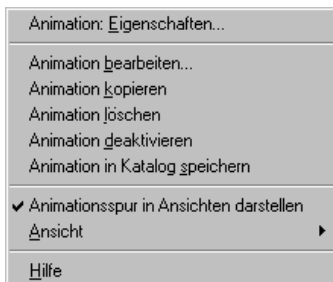 Animation: Eigenschaften...
Animation bearbeiten...
Animation kopieren
Animation löschen
Animation deaktivieren
Animation in Katalog speichern
Animationsspur in Ansichten darstellen
Ansicht
Hilfe